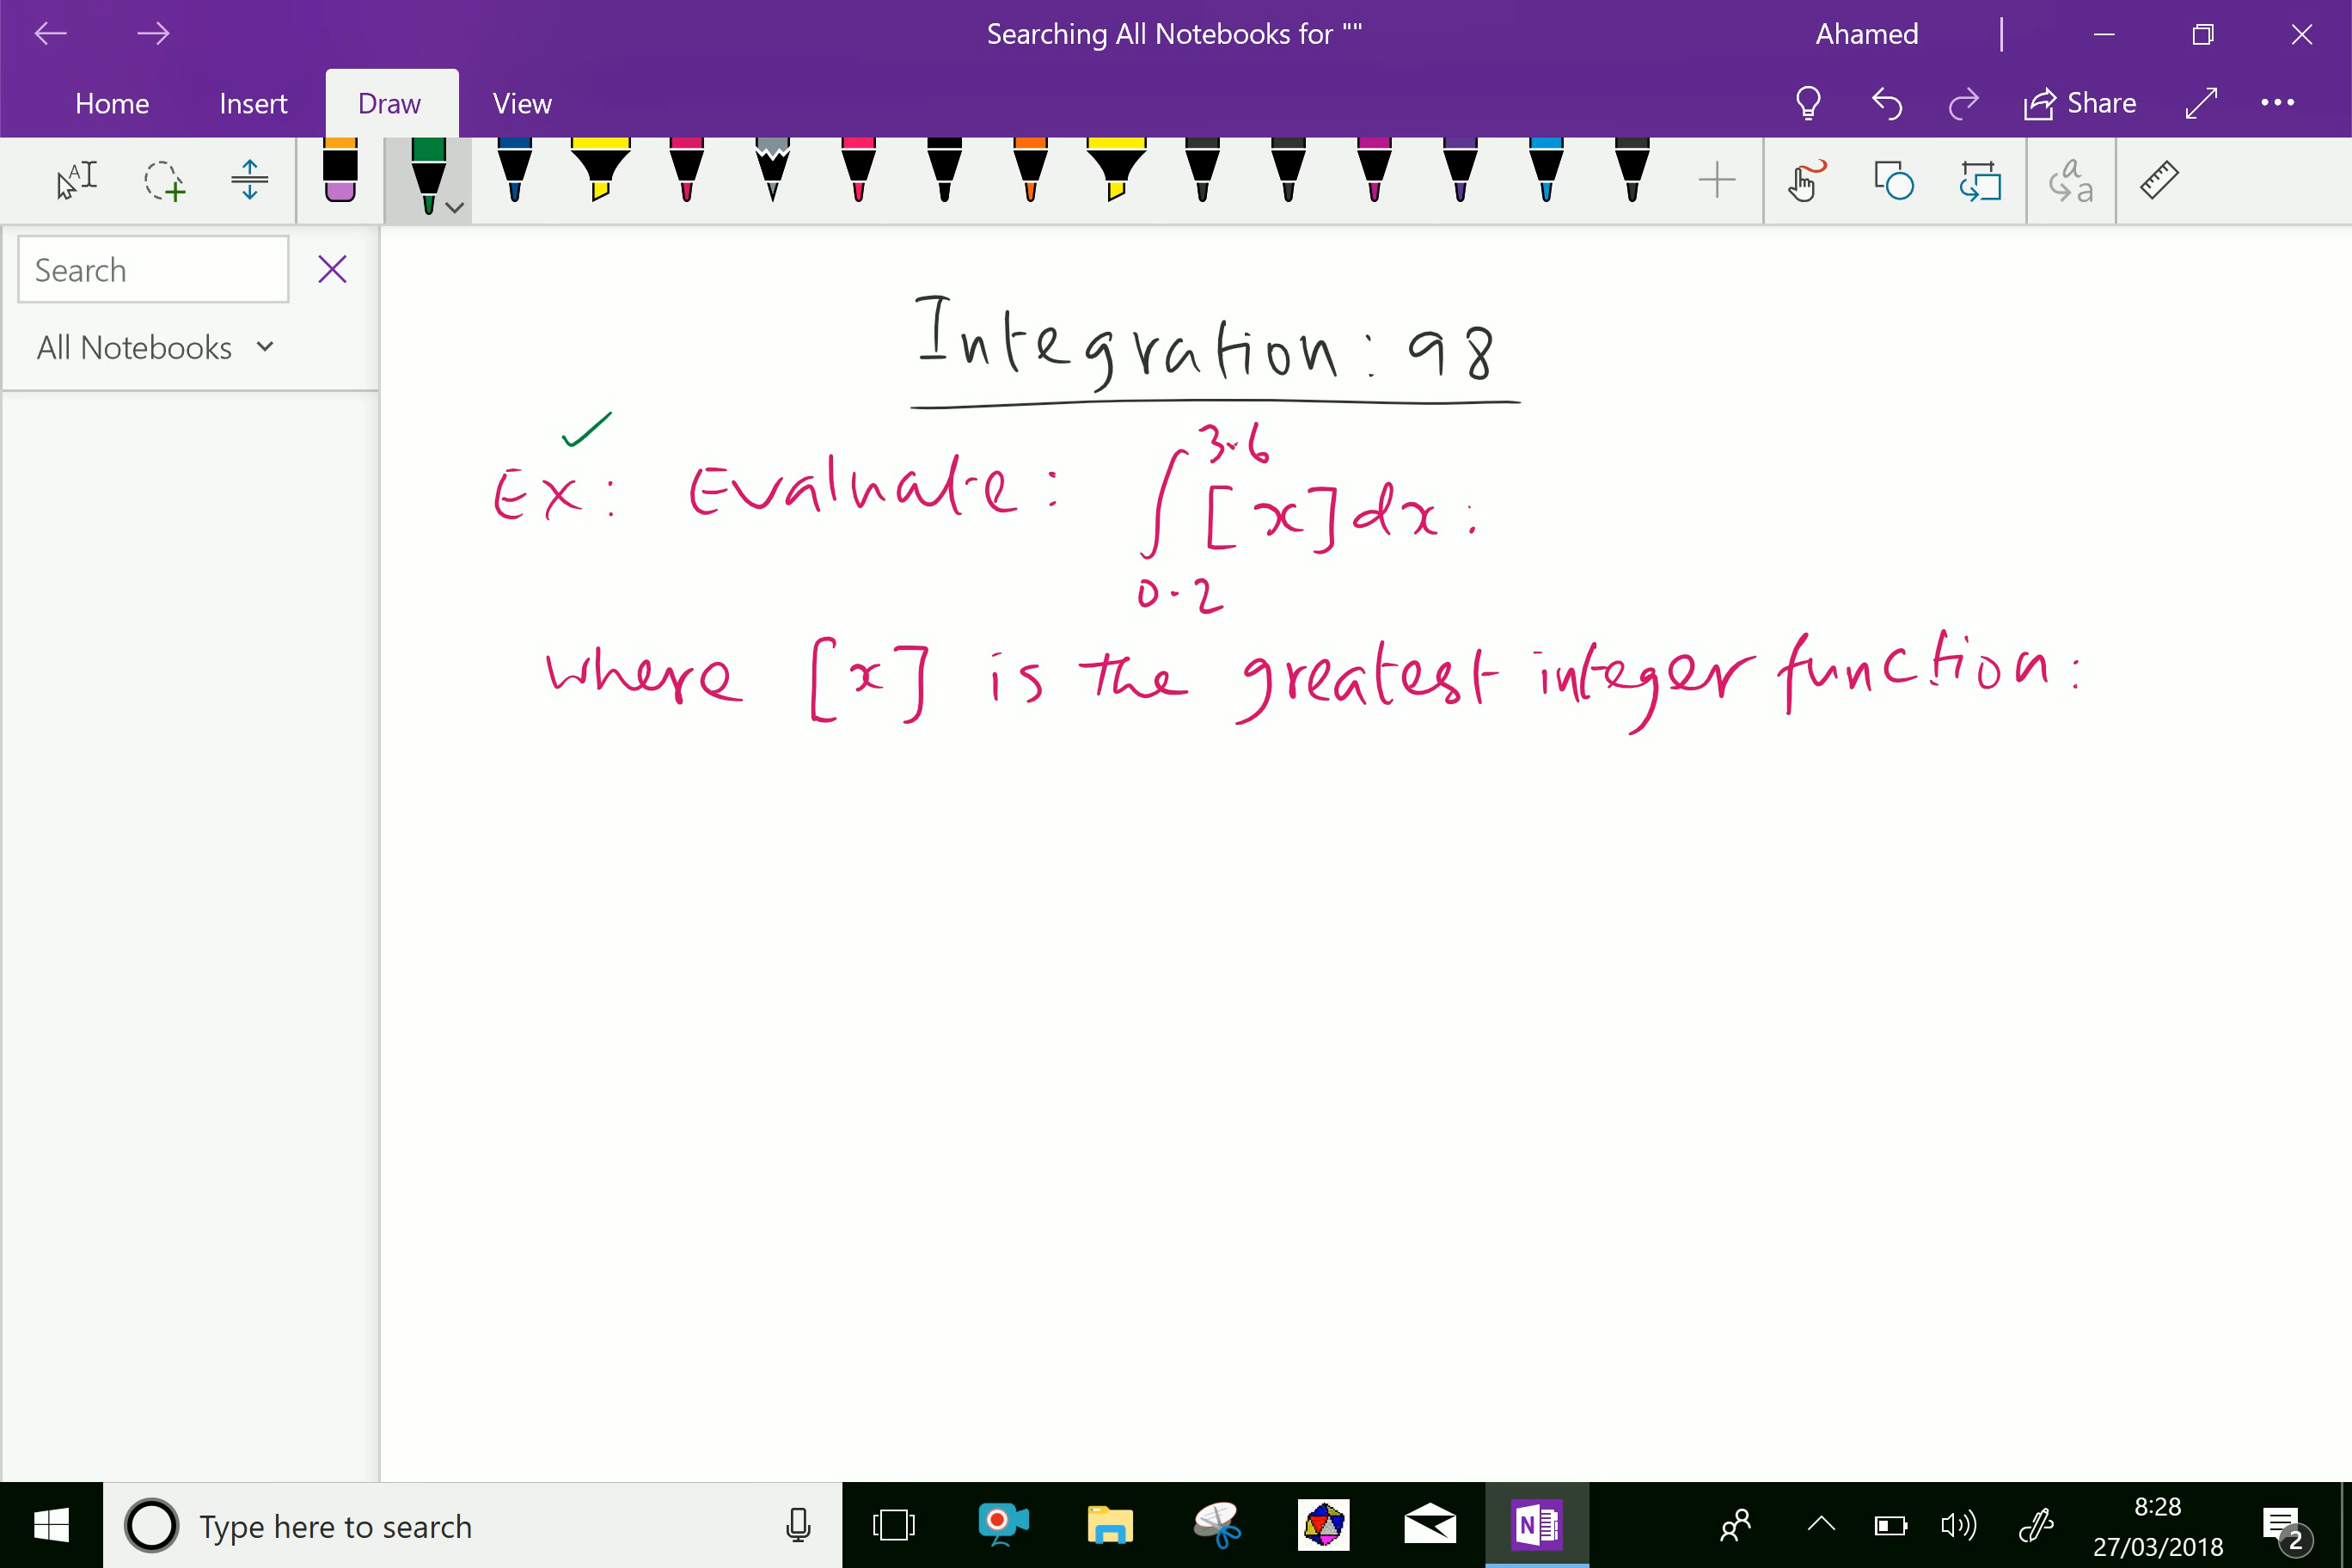 Searching All Notebooks for ""
Ahamed
Home Insert Draw View
Share
Search
All Notebooks
Integration: 98
Ex: Evaluate: ∫ 3.6 0.2 [x]dx:
where [x] is the greatest integer function:
Type here to search
8:28
27/03/2018
2